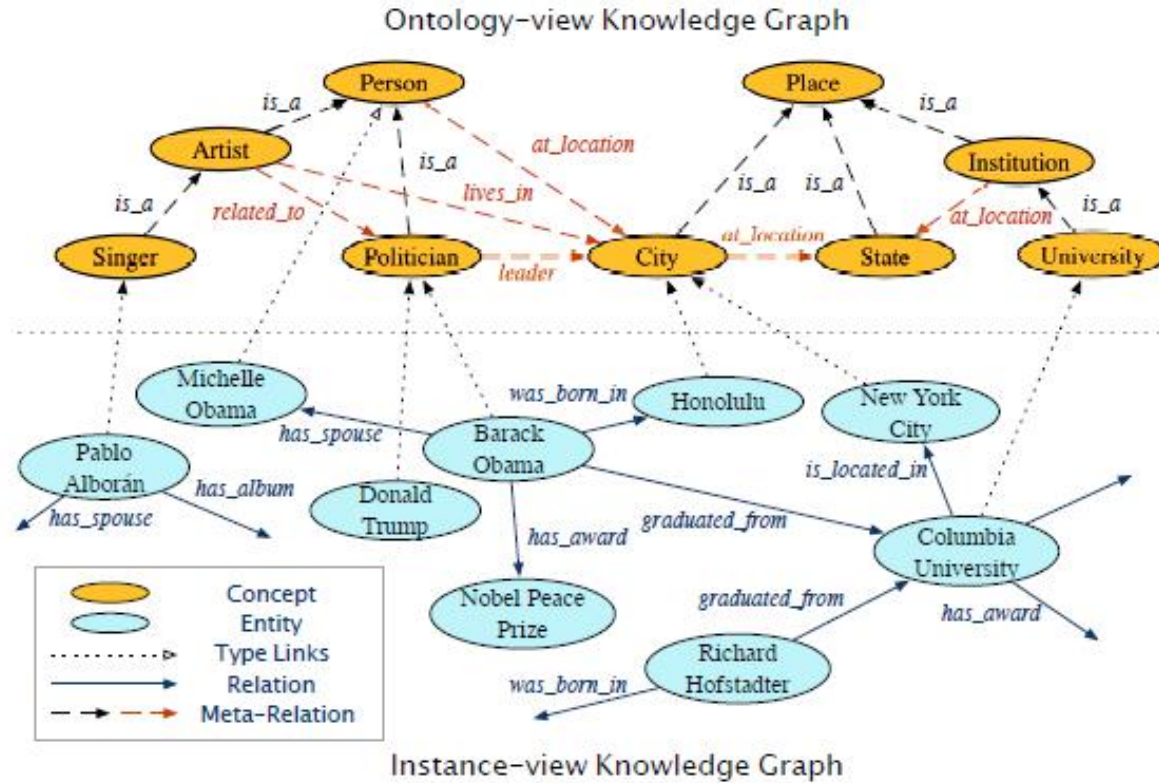 Ontology-view Knowledge Graph
Person
Place
is_a
is_a
Artist
at_location
Institution
is_a
is_a
is_a
lives_in
is_a
related_to
at_location
is_a
Singer
Politician
leader
City
at_location
State
University
Michelle
Obama
was_born_in
Honolulu
New York
City
has_spouse
Barack
Obama
Pablo
Alborán
has_album
is_located_in
has_spouse
Donald
Trump
graduated_from
Columbia
University
has_award
Concept
Entity
Type Links
Relation
Meta-Relation
Nobel Peace
Prize
graduated_from
has_award
Richard
Hofstadter
was_born_in
Instance-view Knowledge Graph